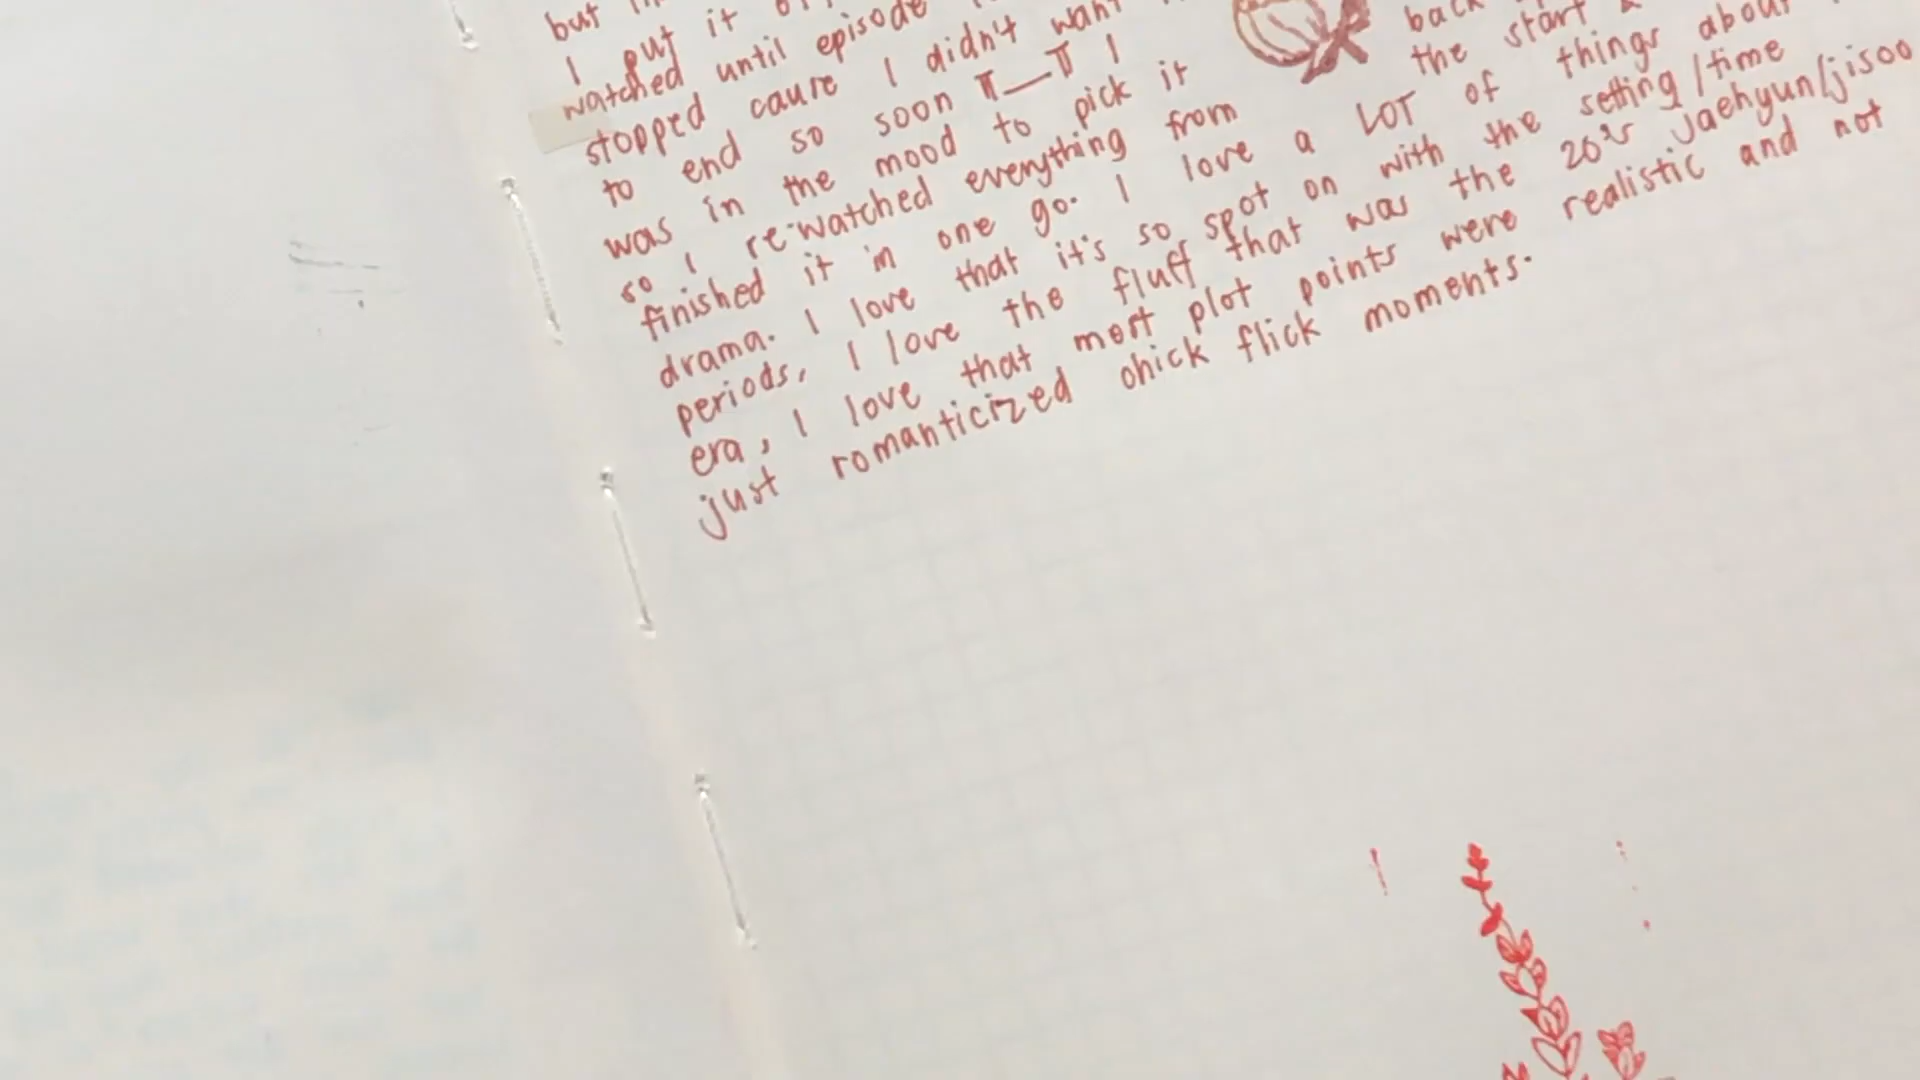 but
I put it
watched until episode
stopped cause I didn't want
to end so soon T_T I
was in the mood to pick it back
so I re-watched everything from the start
finished it in one go. I love a LOT of things about
drama. I love that it's so spot on with the setting/time
periods, I love the fluff that was the 20's Jaehyun/jisoo
era, I love that most plot points were realistic and not
just romanticized chick flick moments.